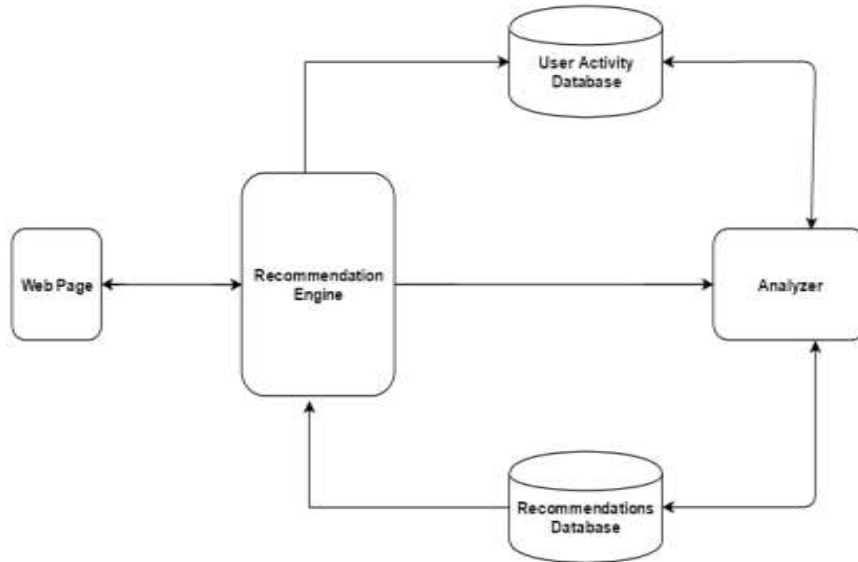 User Activity
Database
Web Page
Recommendation
Engine
Analyzer
Recommendations
Database